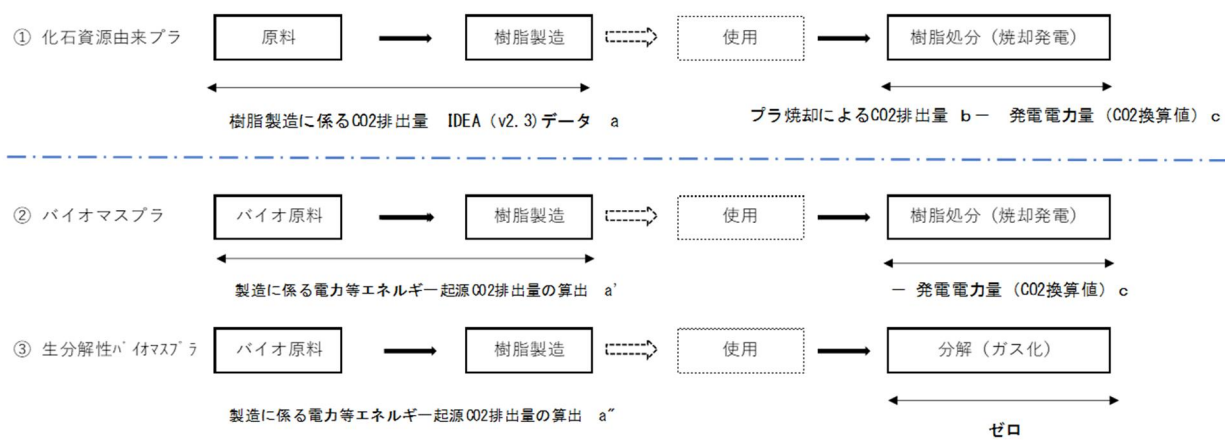 ① 化石資源由来プラ 原料 樹脂製造 使用 樹脂処分（焼却発電）
樹脂製造に係るCO2排出量 IDEA（v2.3)データ a プラ焼却によるCO2排出量 b－ 発電電力量（CO2換算値）c
② バイオマスプラ バイオ原料 樹脂製造 使用 樹脂処分（焼却発電）
製造に係る電力等エネルギー起源CO2排出量の算出 a' － 発電電力量（CO2換算値）c
③ 生分解性ﾊﾞｲｵﾏｽﾌﾟﾗ バイオ原料 樹脂製造 使用 分解（ガス化）
製造に係る電力等エネルギー起源CO2排出量の算出 a" ゼロ